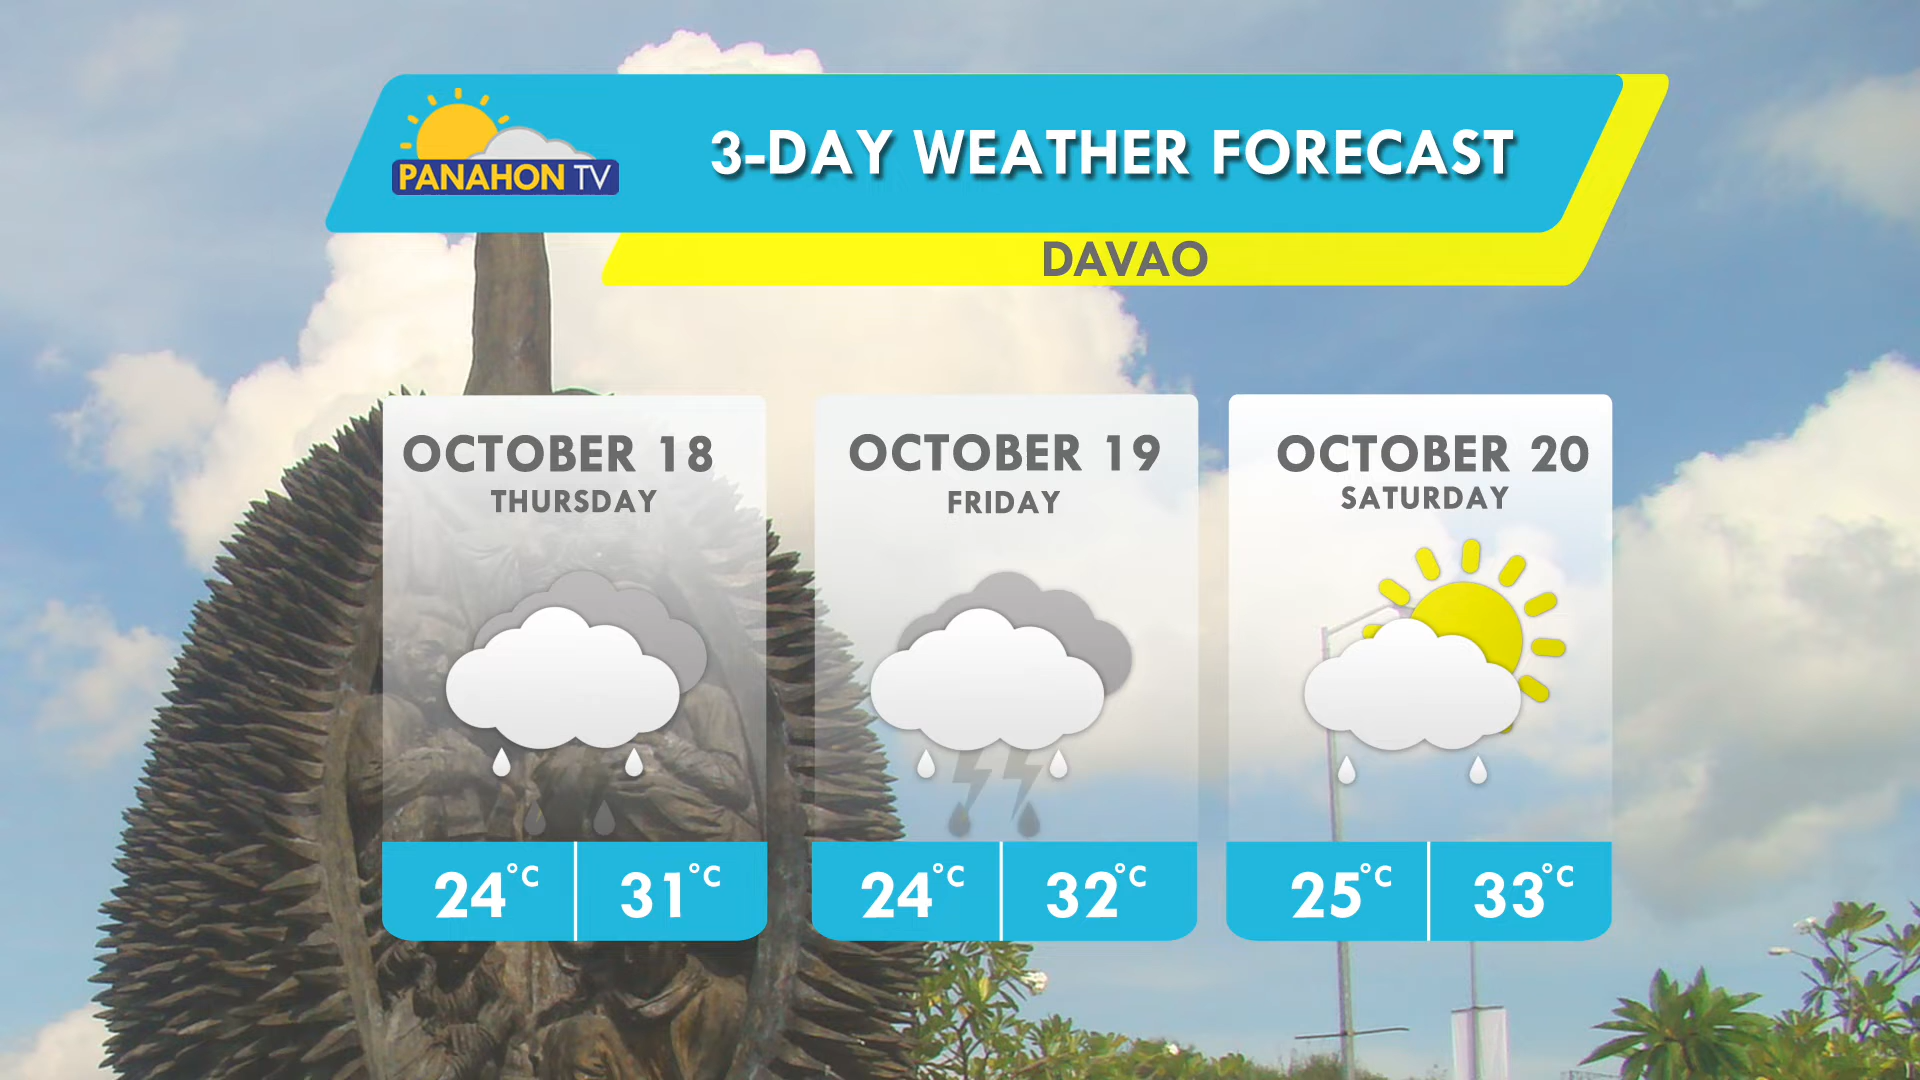 PANAHON TV
3-DAY WEATHER FORECAST
DAVAO
OCTOBER 18
THURSDAY
24°C
31°C
OCTOBER 19
FRIDAY
24°C
32°C
OCTOBER 20
SATURDAY
25°C
33°C